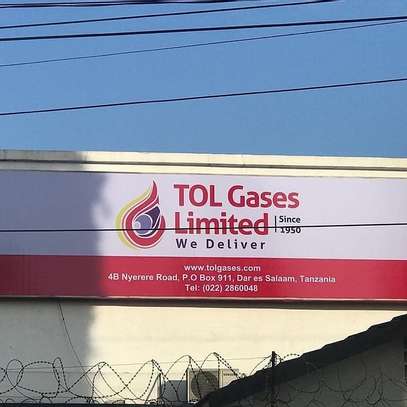 TOL Gases
Limited
Since
1950
We Deliver
www.tolgases.com
4B Nyerere Road, P.O Box 911, Dar es Salaam, Tanzania
Tel: (022) 2860048